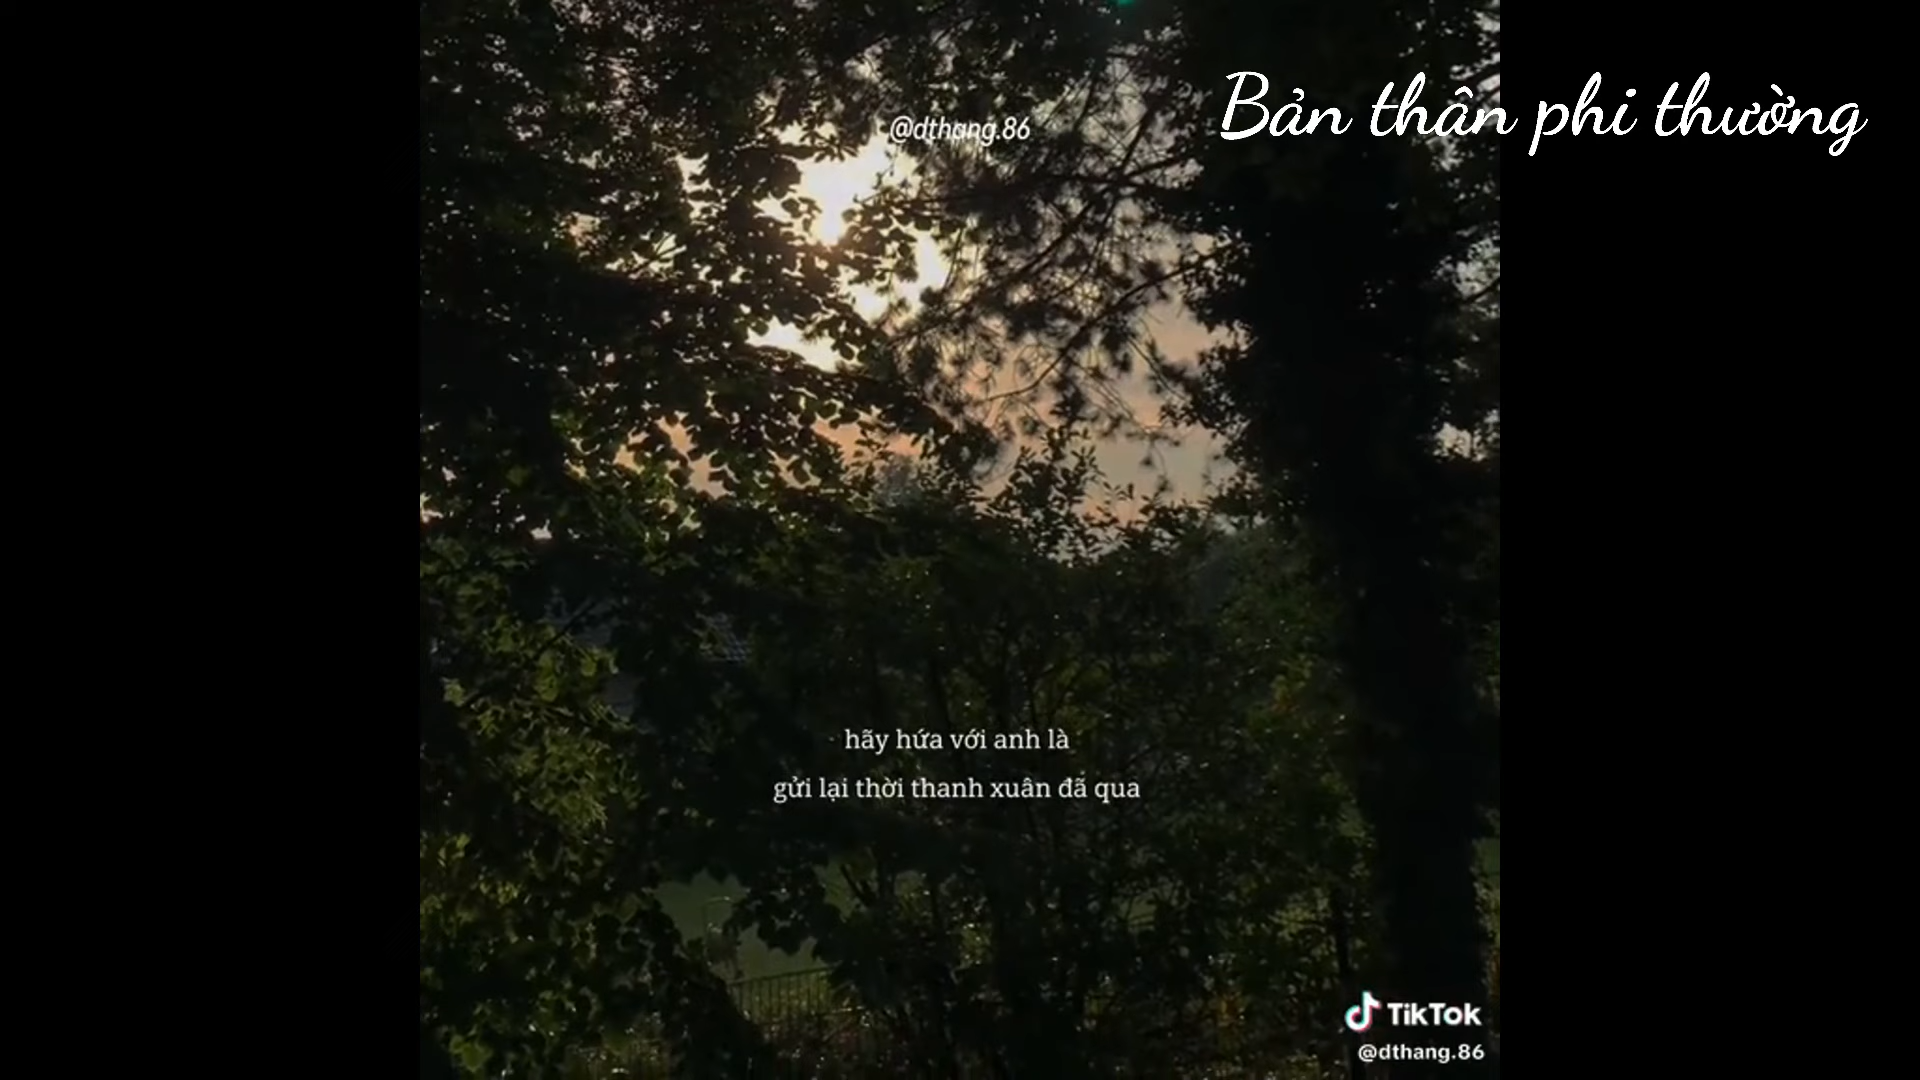 Bản thân phi thường
@dthang.86
hãy hứa với anh là
gửi lại thời thanh xuân đã qua
TikTok
@dthang.86